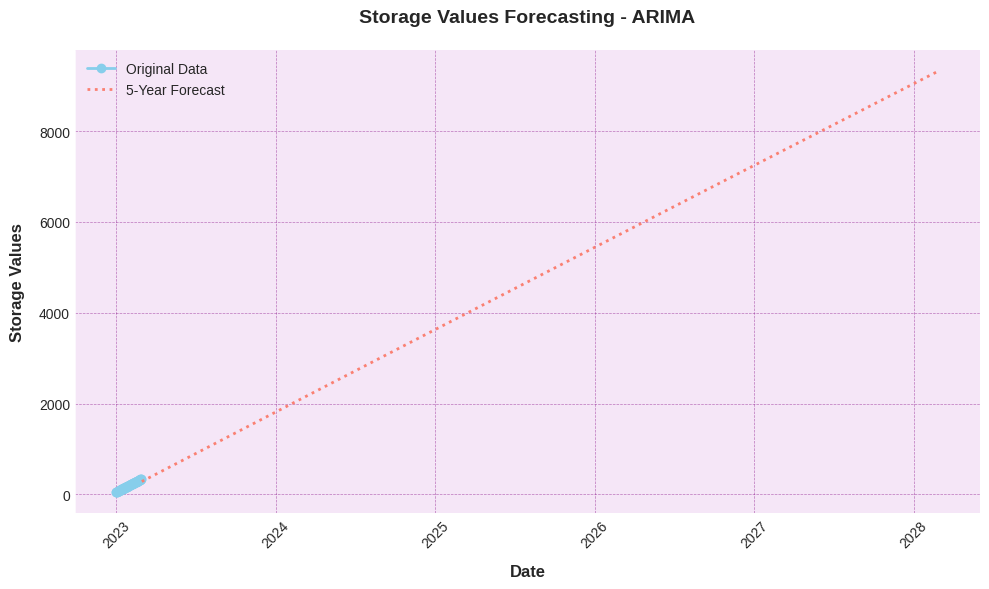 Storage Values Forecasting - ARIMA
Original Data
5-Year Forecast
Storage Values
8000
6000
4000
2000
0
2023
2024
2025
2026
2027
2028
Date